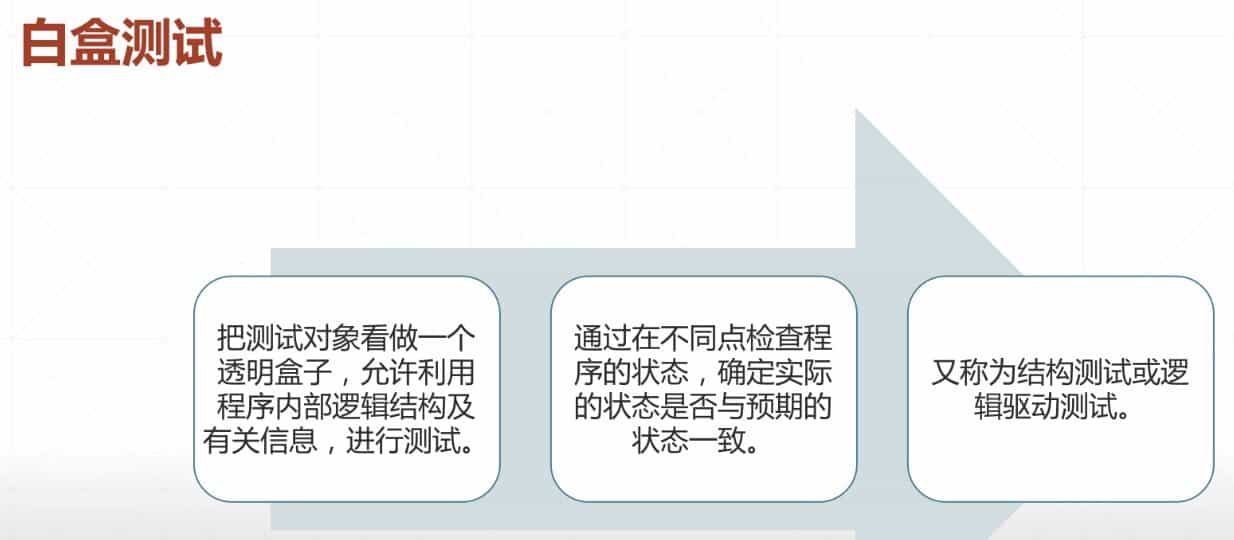 白盒测试
把测试对象看做一个
透明盒子，允许利用
程序内部逻辑结构及
有关信息，进行测试。
通过在不同点检查程
序的状态，确定实际
的状态是否与预期的
状态一致。
又称为结构测试或逻
辑驱动测试。